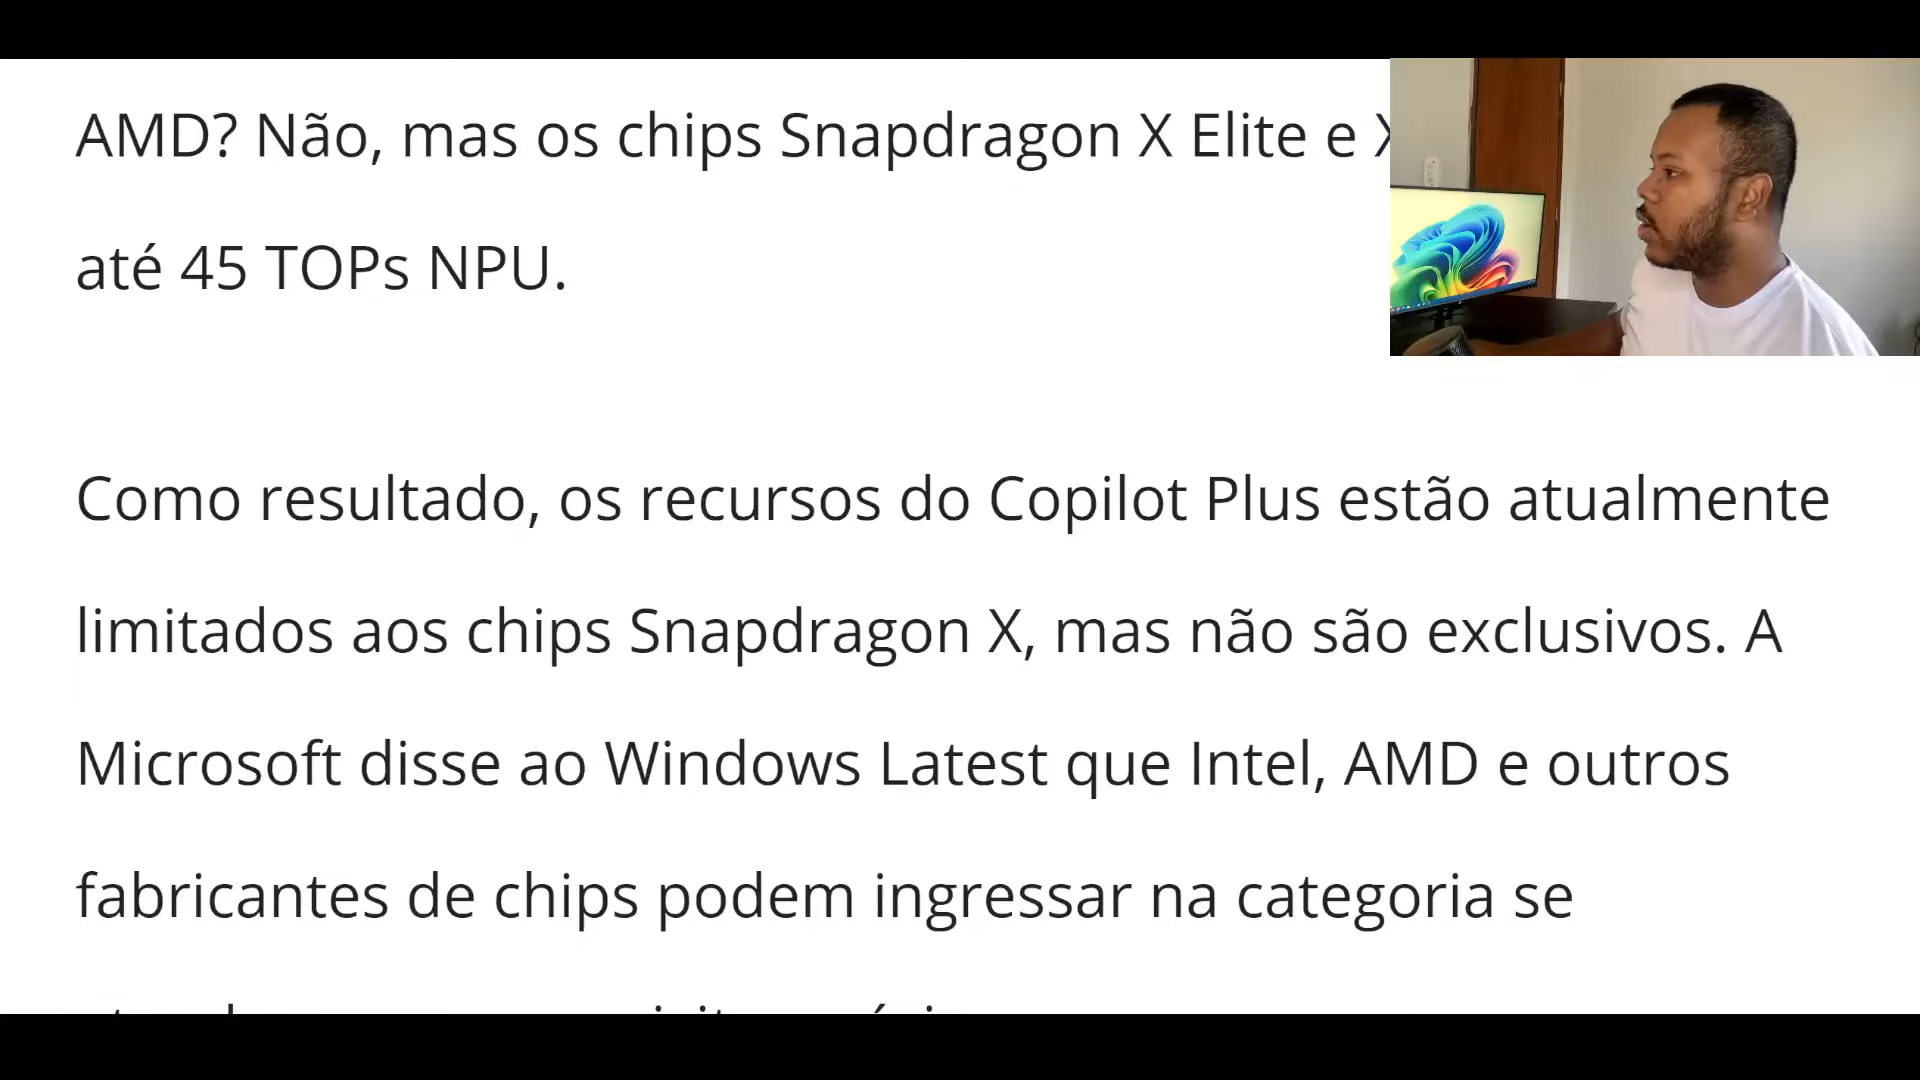 AMD? Não, mas os chips Snapdragon X Elite e
até 45 TOPs NPU.
Como resultado, os recursos do Copilot Plus estão atualmente
limitados aos chips Snapdragon X, mas não são exclusivos. A
Microsoft disse ao Windows Latest que Intel, AMD e outros
fabricantes de chips podem ingressar na categoria se